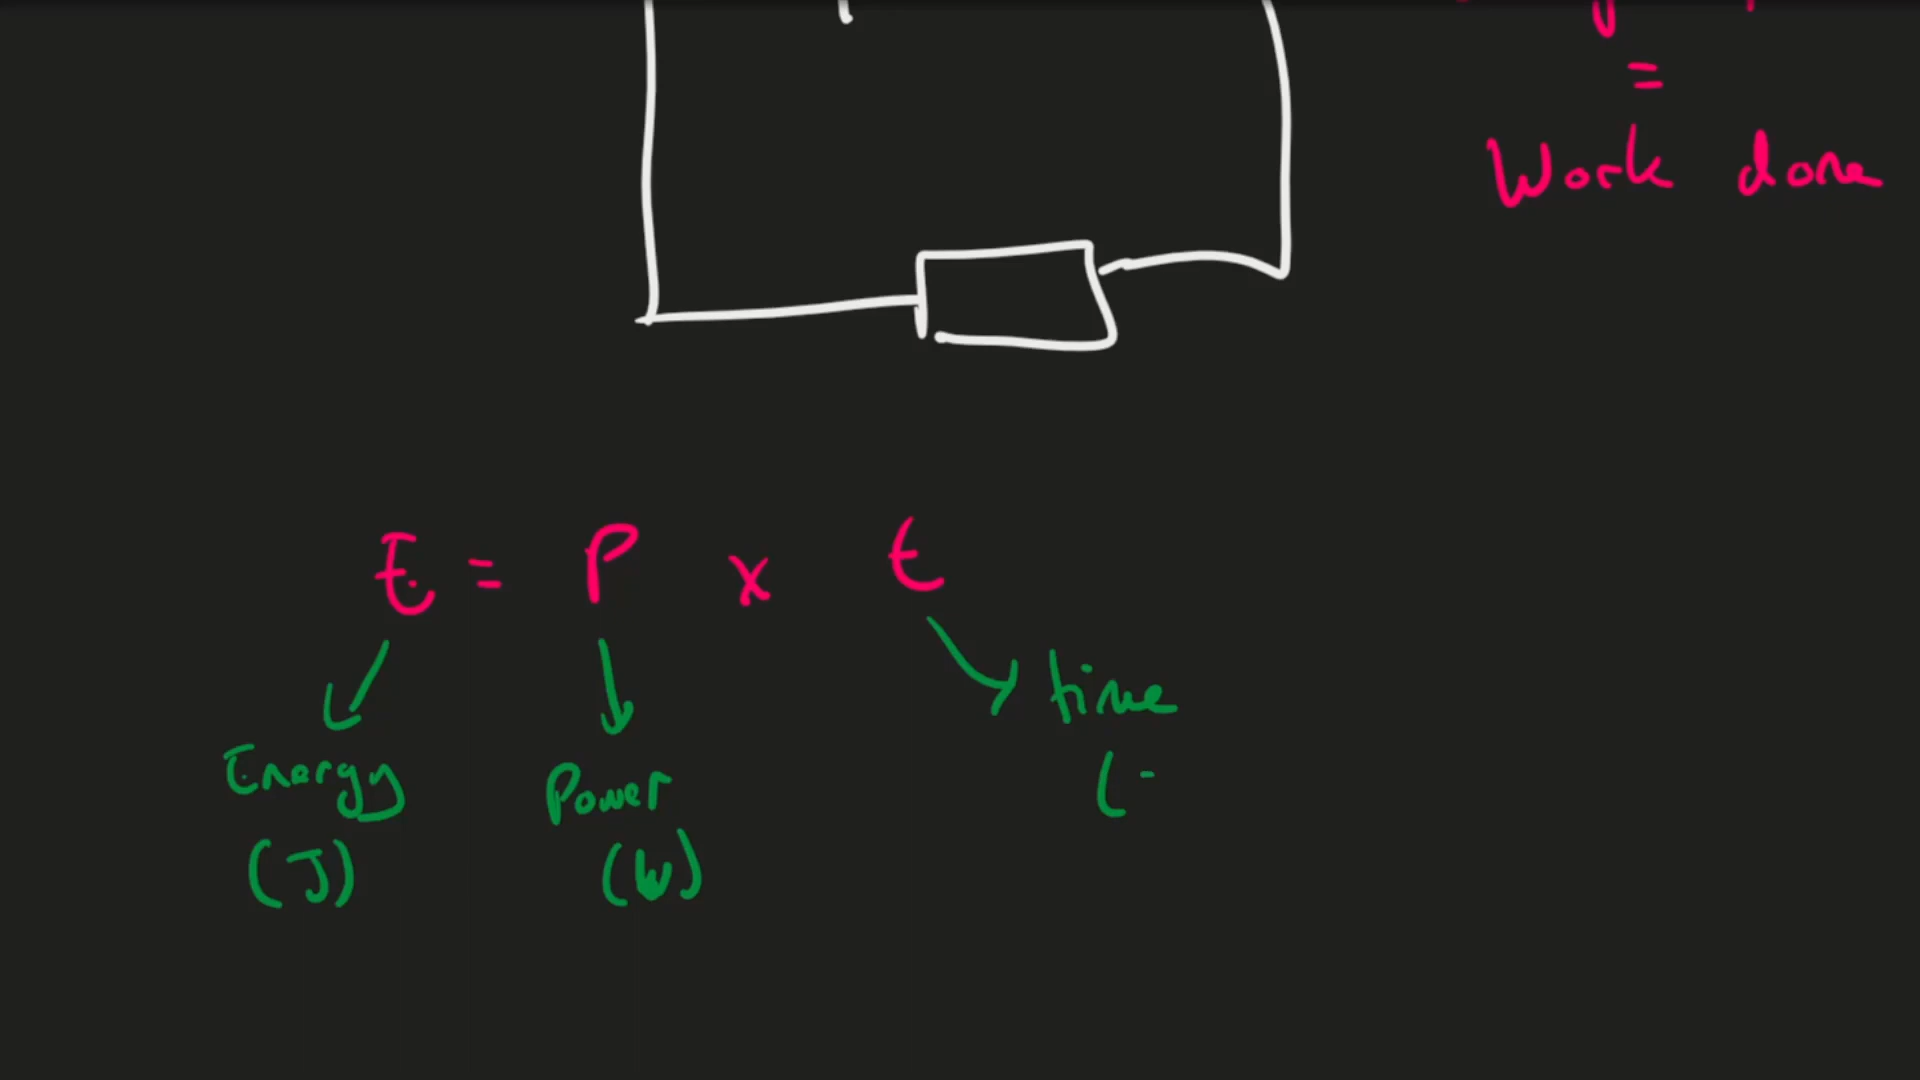 =
Work done
E = P x t
time
Energy
Power
(J)
(W)